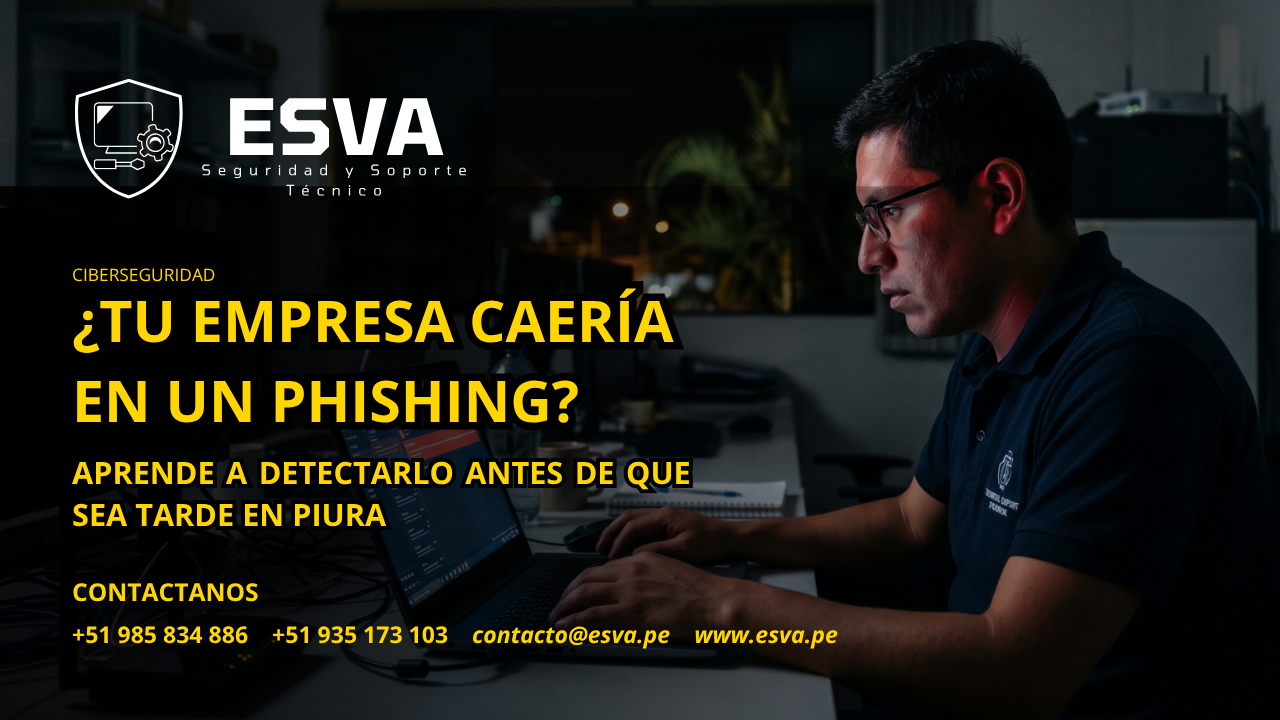 ESVA
Seguridad y Soporte
Técnico
CIBERSEGURIDAD
¿TU EMPRESA CAERÍA
EN UN PHISHING?
APRENDE A DETECTARLO ANTES DE QUE
SEA TARDE EN PIURA
CONTACTANOS
+51 985 834 886 +51 935 173 103 contacto@esva.pe www.esva.pe